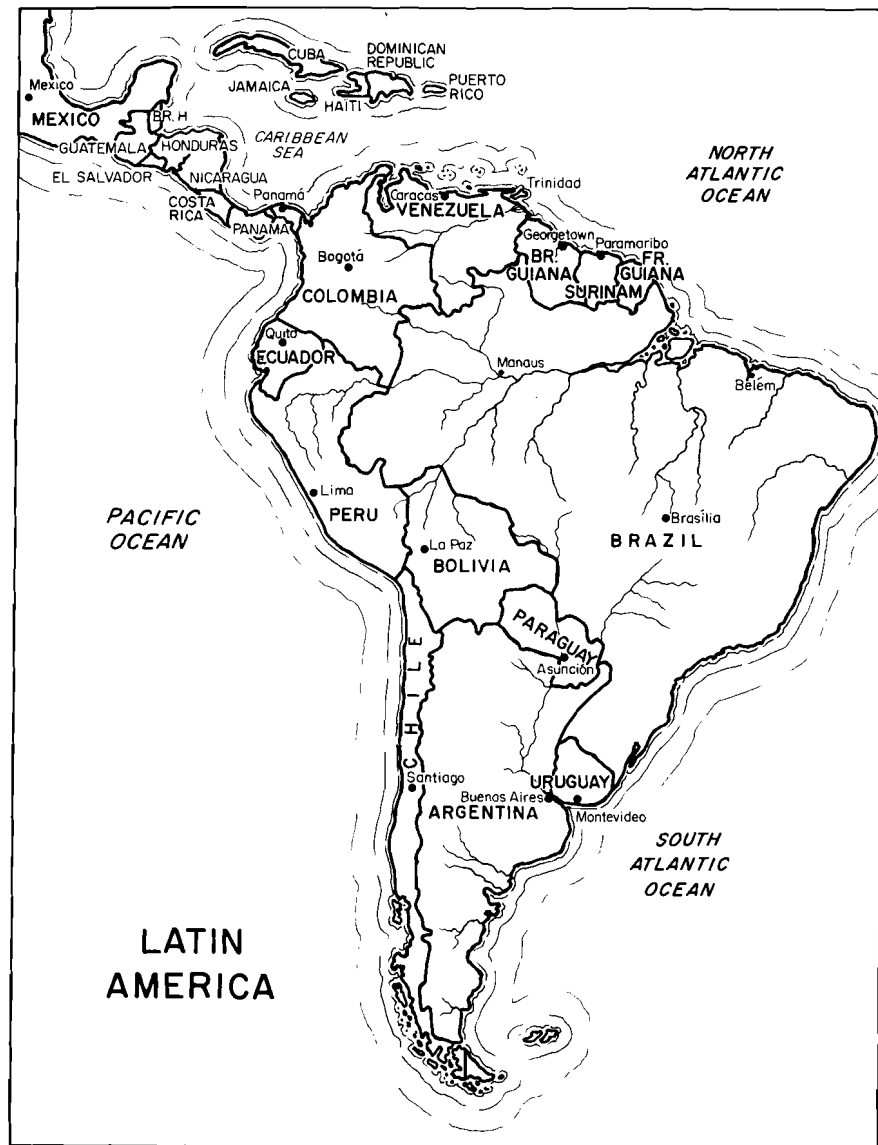 CUBA
DOMINICAN
REPUBLIC
Mexico
JAMAICA
HAITI
PUERTO
RICO
MEXICO
BR. H
GUATEMALA
HONDURAS
CARIBBEAN
SEA
EL SALVADOR
NICARAGUA
NORTH
ATLANTIC
OCEAN
COSTA
RICA
Panamá
PANAMA
Caracas
VENEZUELA
Trinidad
Georgetown
Paramaribo
BR.
GUIANA
FR.
GUIANA
SURINAM
Bogotá
COLOMBIA
Quito
ECUADOR
Manaus
Belém
Lima
PERU
PACIFIC
OCEAN
Brasília
BRAZIL
La Paz
BOLIVIA
PARAGUAY
Asunción
CHILE
Santiago
URUGUAY
Buenos Aires
ARGENTINA
Montevideo
SOUTH
ATLANTIC
OCEAN
LATIN
AMERICA